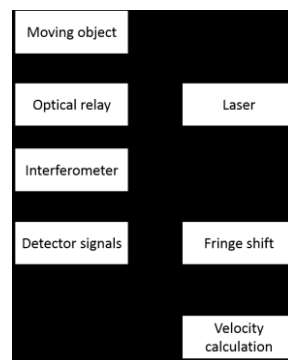 Moving object
Optical relay
Laser
Interferometer
Detector signals
Fringe shift
Velocity
calculation